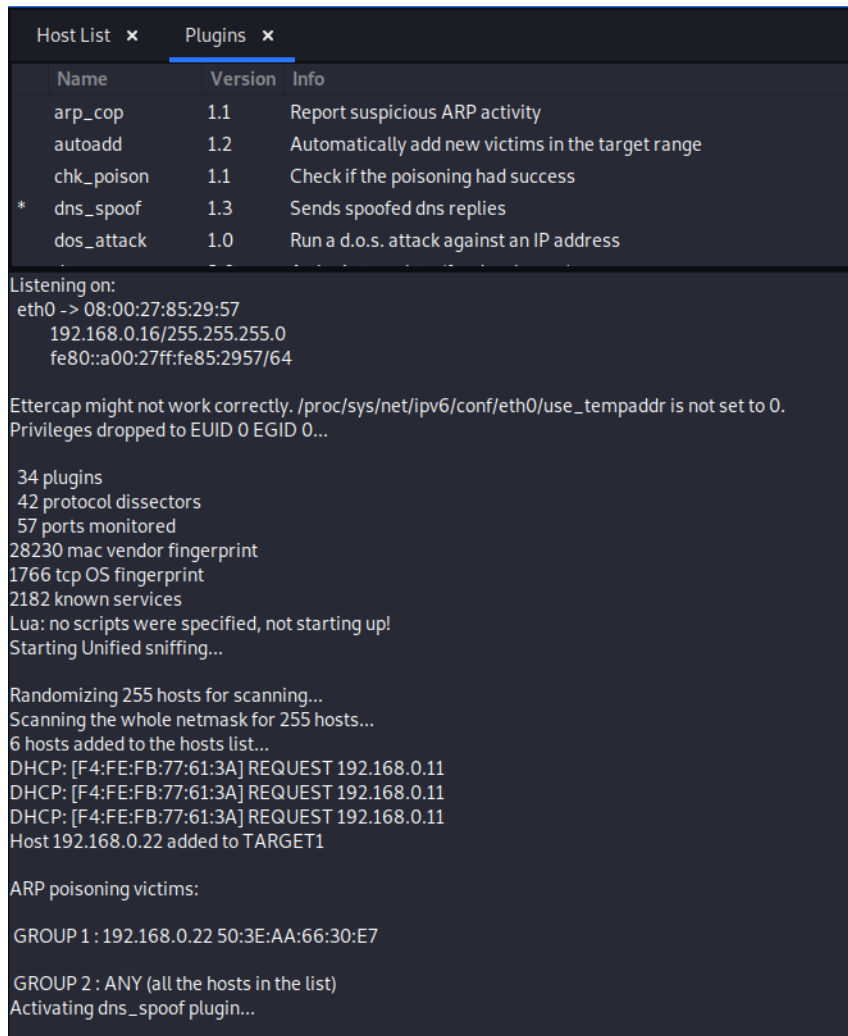 Host List × Plugins ×
Name Version Info
arp_cop 1.1 Report suspicious ARP activity
autoadd 1.2 Automatically add new victims in the target range
chk_poison 1.1 Check if the poisoning had success
* dns_spoof 1.3 Sends spoofed dns replies
dos_attack 1.0 Run a d.o.s. attack against an IP address
Listening on:
eth0 -> 08:00:27:85:29:57
192.168.0.16/255.255.255.0
fe80::a00:27ff:fe85:2957/64
Ettercap might not work correctly. /proc/sys/net/ipv6/conf/eth0/use_tempaddr is not set to 0.
Privileges dropped to EUID 0 EGID 0...
34 plugins
42 protocol dissectors
57 ports monitored
28230 mac vendor fingerprint
1766 tcp OS fingerprint
2182 known services
Lua: no scripts were specified, not starting up!
Starting Unified sniffing...
Randomizing 255 hosts for scanning...
Scanning the whole netmask for 255 hosts...
6 hosts added to the hosts list...
DHCP: [F4:FE:FB:77:61:3A] REQUEST 192.168.0.11
DHCP: [F4:FE:FB:77:61:3A] REQUEST 192.168.0.11
DHCP: [F4:FE:FB:77:61:3A] REQUEST 192.168.0.11
Host 192.168.0.22 added to TARGET1
ARP poisoning victims:
GROUP 1 : 192.168.0.22 50:3E:AA:66:30:E7
GROUP 2 : ANY (all the hosts in the list)
Activating dns_spoof plugin...